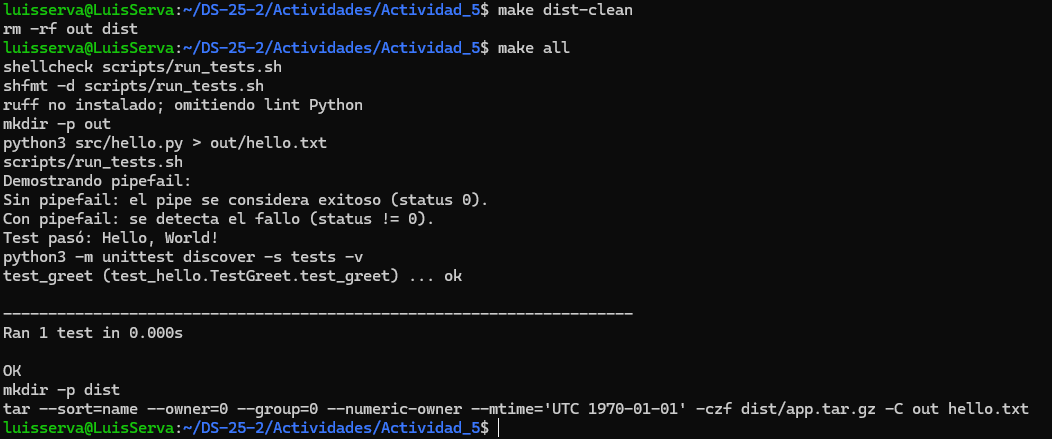 luisserva@LuisServa:~/DS-25-2/Actividades/Actividad_5$ make dist-clean
rm -rf out dist
luisserva@LuisServa:~/DS-25-2/Actividades/Actividad_5$ make all
shellcheck scripts/run_tests.sh
shfmt -d scripts/run_tests.sh
ruff no instalado; omitiendo lint Python
mkdir -p out
python3 src/hello.py > out/hello.txt
scripts/run_tests.sh
Demostrando pipefail:
Sin pipefail: el pipe se considera exitoso (status 0).
Con pipefail: se detecta el fallo (status != 0).
Test pasó: Hello, World!
python3 -m unittest discover -s tests -v
test_greet (test_hello.TestGreet.test_greet) ... ok
----------------------------------------------------------------------
Ran 1 test in 0.000s
OK
mkdir -p dist
tar --sort=name --owner=0 --group=0 --numeric-owner --mtime='UTC 1970-01-01' -czf dist/app.tar.gz -C out hello.txt
luisserva@LuisServa:~/DS-25-2/Actividades/Actividad_5$